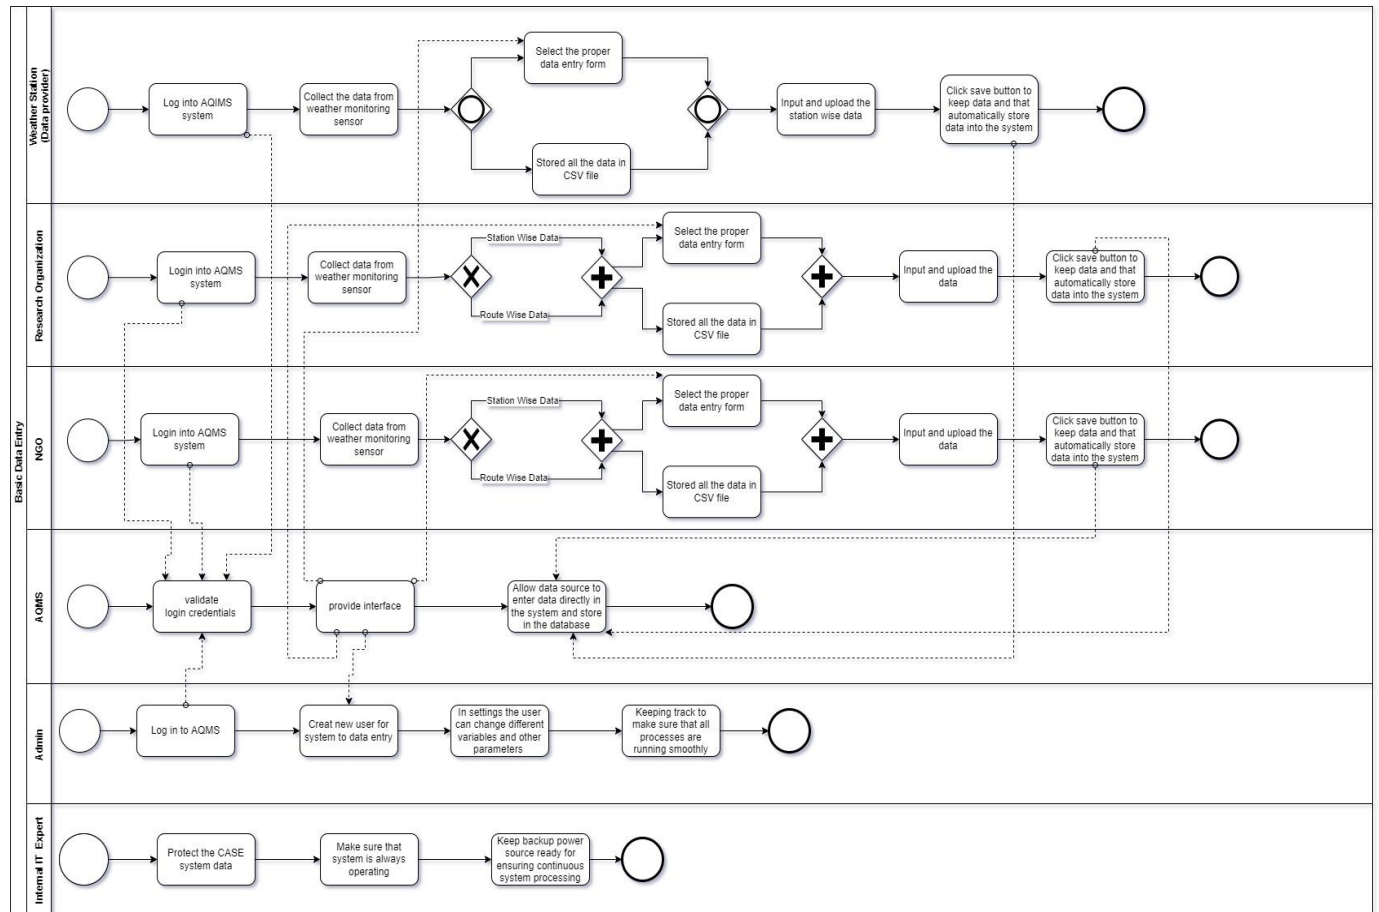 Basic Data Entry
Weather Station
(Data provider)
Log into AQIMS
system
Collect the data from
weather monitoring
sensor
Select the proper
data entry form
Stored all the data in
CSV file
Input and upload the
station wise data
Click save button to
keep data and that
automatically store
data into the system
Research Organization
Login into AQMS
system
Collect data from
weather monitoring
sensor
Station Wise Data
Route Wise Data
Select the proper
data entry form
Stored all the data in
CSV file
Input and upload the
data
Click save button to
keep data and that
automatically store
data into the system
NGO
Login into AQMS
system
Collect data from
weather monitoring
sensor
Station Wise Data
Route Wise Data
Select the proper
data entry form
Stored all the data in
CSV file
Input and upload the
data
Click save button to
keep data and that
automatically store
data into the system
AQMS
validate
login credentials
provide interface
Allow data source to
enter data directly in
the system and store
in the database
Admin
Log in to AQMS
Creat new user for
system to data entry
In settings the user
can change different
variables and other
parameters
Keeping track to
make sure that all
processes are
running smoothly
Internal IT Expert
Protect the CASE
system data
Make sure that
system is always
operating
Keep backup power
source ready for
ensuring continuous
system processing